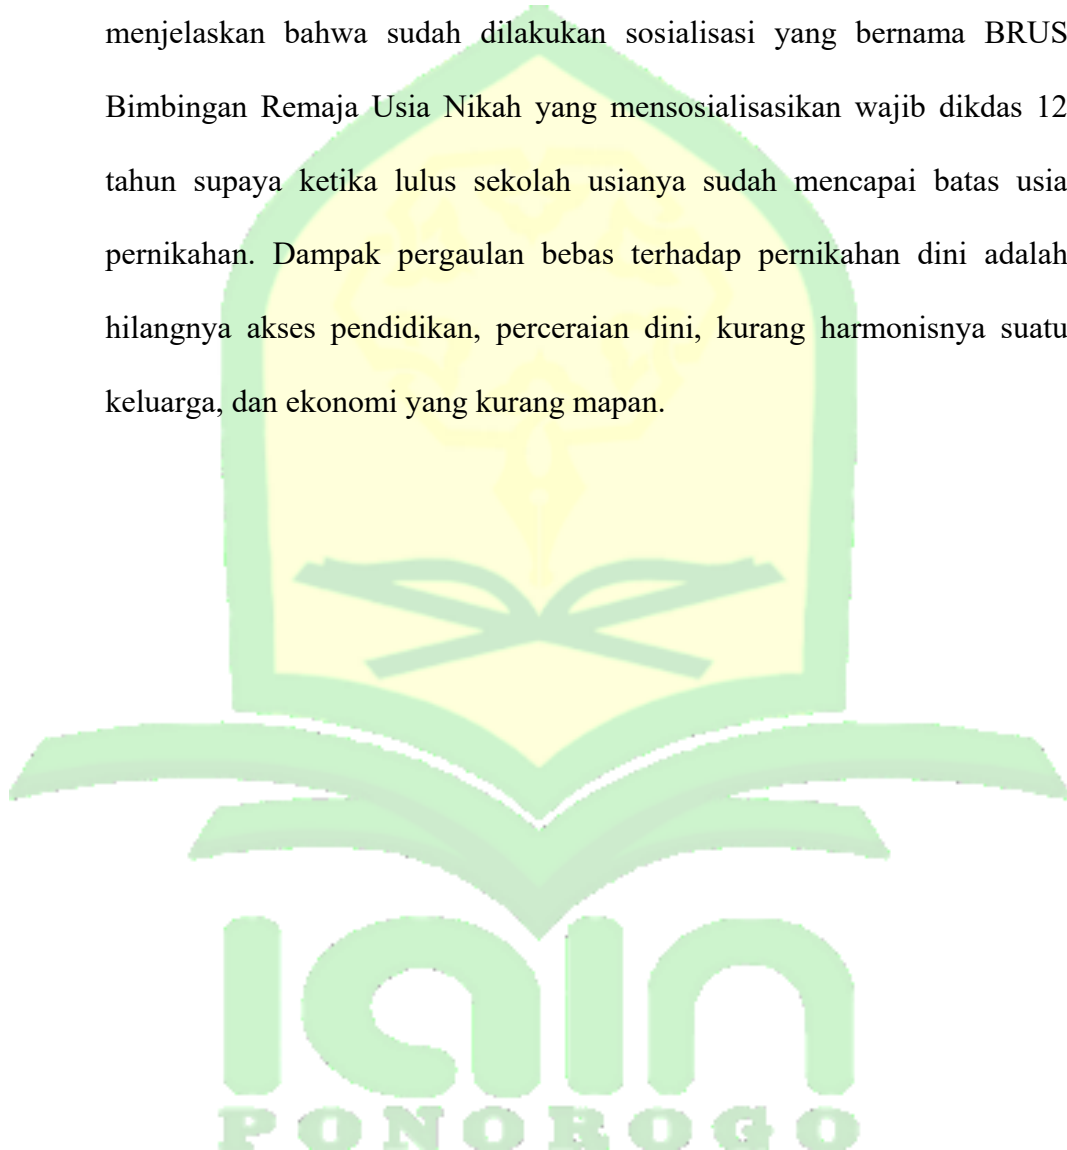 menjelaskan bahwa sudah dilakukan sosialisasi yang bernama BRUS
Bimbingan Remaja Usia Nikah yang mensosialisasikan wajib dikdas 12
tahun supaya ketika lulus sekolah usianya sudah mencapai batas usia
pernikahan. Dampak pergaulan bebas terhadap pernikahan dini adalah
hilangnya akses pendidikan, perceraian dini, kurang harmonisnya suatu
keluarga, dan ekonomi yang kurang mapan.
iain
PONOROGO